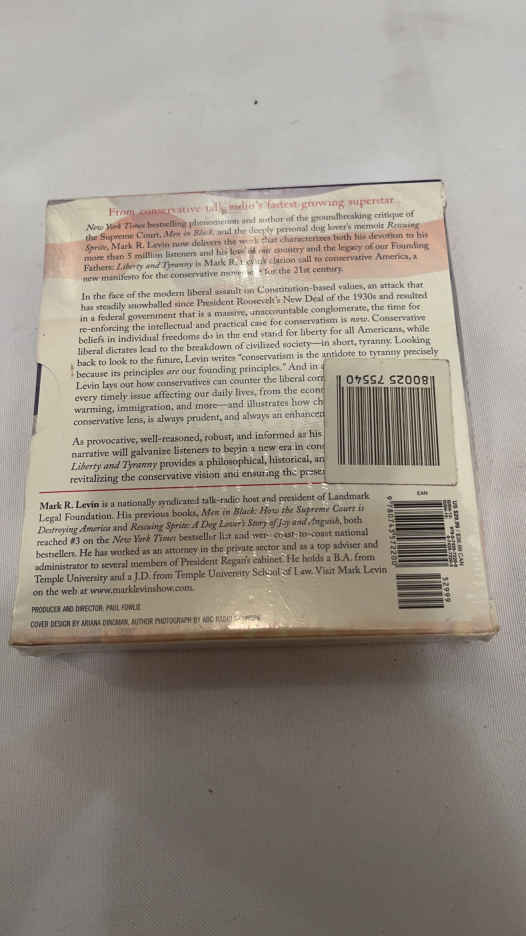 From conservative talk radio's fastest-growing superstar
New York Times bestselling phenomenon and author of the groundbreaking critique of
the Supreme Court, Men in Black, and the deeply personal dog lover's memoir Rescuing
Sprite, Mark R. Levin now delivers the work that characterizes both his devotion to his
more than 5 million listeners and his love of our country and the legacy of our Founding
Fathers: Liberty and Tyranny is Mark R. Levin's clarion call to conservative America, a
new manifesto for the conservative movement for the 21st century.
In the face of the modern liberal assault on Constitution-based values, an attack that
has steadily snowballed since President Roosevelt's New Deal of the 1930s and resulted
in a federal government that is a massive, unaccountable conglomerate, the time for
re-enforcing the intellectual and practical case for conservatism is now. Conservative
beliefs in individual freedoms do in the end stand for liberty for all Americans, while
liberal dictates lead to the breakdown of civilized society—in short, tyranny. Looking
back to look to the future, Levin writes "conservatism is the antidote to tyranny precisely
because its principles are our founding principles." And in
Levin lays out how conservatives can counter the liberal
every timely issue affecting our daily lives, from the
warming, immigration, and more—and illustrates how
conservative lens, is always prudent, and always an
As provocative, well-reasoned, robust, and informed as his
narrative will galvanize listeners to begin a new era in
Liberty and Tyranny provides a philosophical, historical,
revitalizing the conservative vision and ensuring the
80025 75540
Mark R. Levin is a nationally syndicated talk-radio host and president of Landmark
Legal Foundation. His previous books, Men in Black: How the Supreme Court is
Destroying America and Rescuing Sprite: A Dog Lover's Story of Joy and Anguish, both
reached #3 on the New York Times bestseller list and were coast-to-coast national
bestsellers. He has worked as an attorney in the private sector and as a top adviser and
administrator to several members of President Regan's cabinet. He holds a B.A. from
Temple University and a J.D. from Temple University School of Law. Visit Mark Levin
on the web at www.marklevinshow.com.
PRODUCER AND DIRECTOR: PAUL FOWLIE
COVER DESIGN BY ARIANA DINGMAN, AUTHOR PHOTOGRAPH BY ABC RADIO
EAN
52999